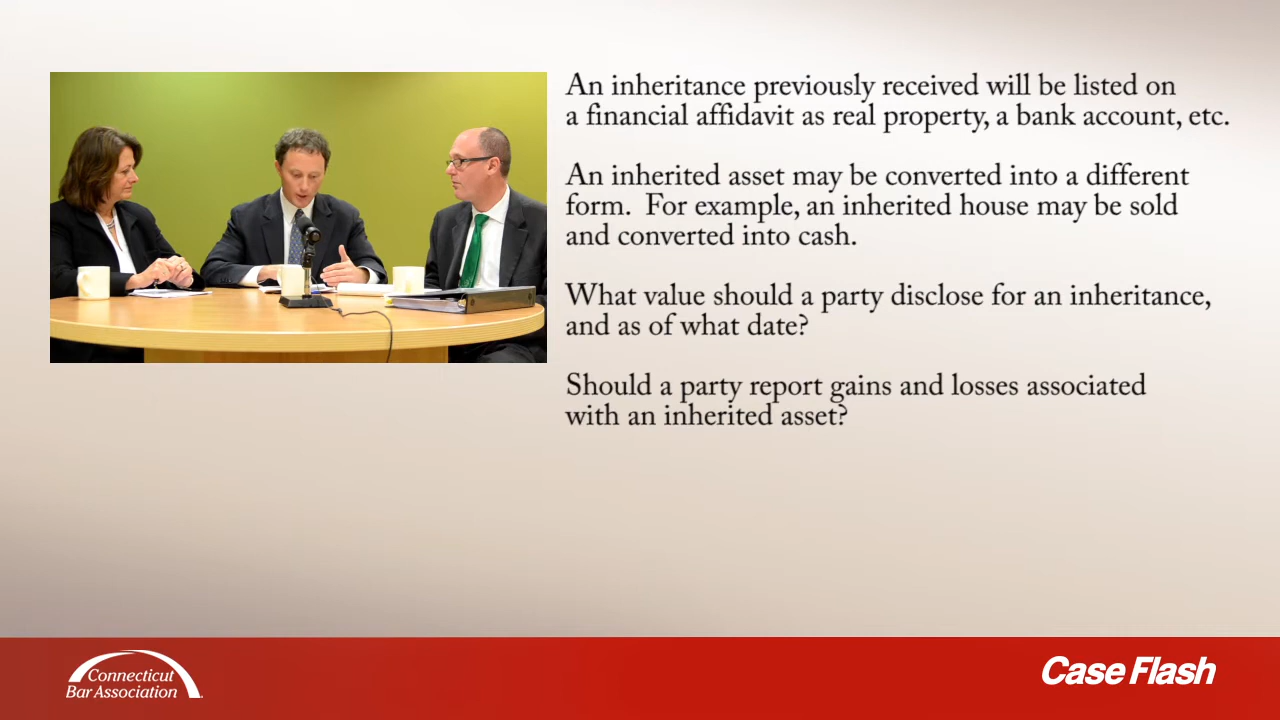 An inheritance previously received will be listed on
a financial affidavit as real property, a bank account, etc.
An inherited asset may be converted into a different
form.  For example, an inherited house may be sold
and converted into cash.
What value should a party disclose for an inheritance,
and as of what date?
Should a party report gains and losses associated
with an inherited asset?
Connecticut
Bar Association
Case Flash